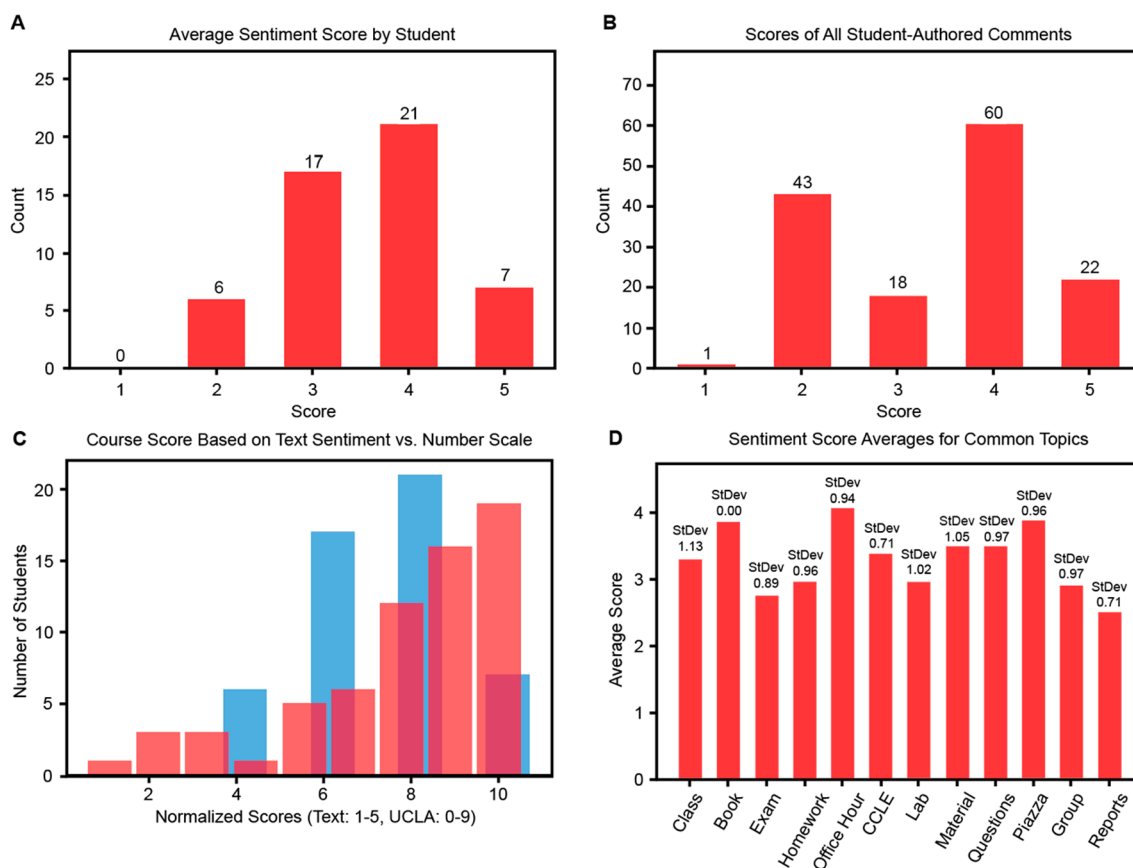 A
Average Sentiment Score by Student
25
20
15
10
5
0
Count
0
6
17
21
7
1 2 3 4 5
Score
B
Scores of All Student-Authored Comments
70
60
50
40
30
20
10
0
Count
1
43
18
60
22
1 2 3 4 5
Score
C
Course Score Based on Text Sentiment vs. Number Scale
20
15
10
5
0
Number of Students
2 4 6 8 10
Normalized Scores (Text: 1-5, UCLA: 0-9)
D
Sentiment Score Averages for Common Topics
4
3
2
1
0
Average Score
StDev
1.13
StDev
0.00
StDev
0.89
StDev
0.96
StDev
0.94
StDev
0.71
StDev
1.02
StDev
1.05
StDev
0.97
StDev
0.96
StDev
0.97
StDev
0.71
Class
Book
Exam
Homework
Office Hour
CCLE
Lab
Material
Questions
Piazza
Group
Reports